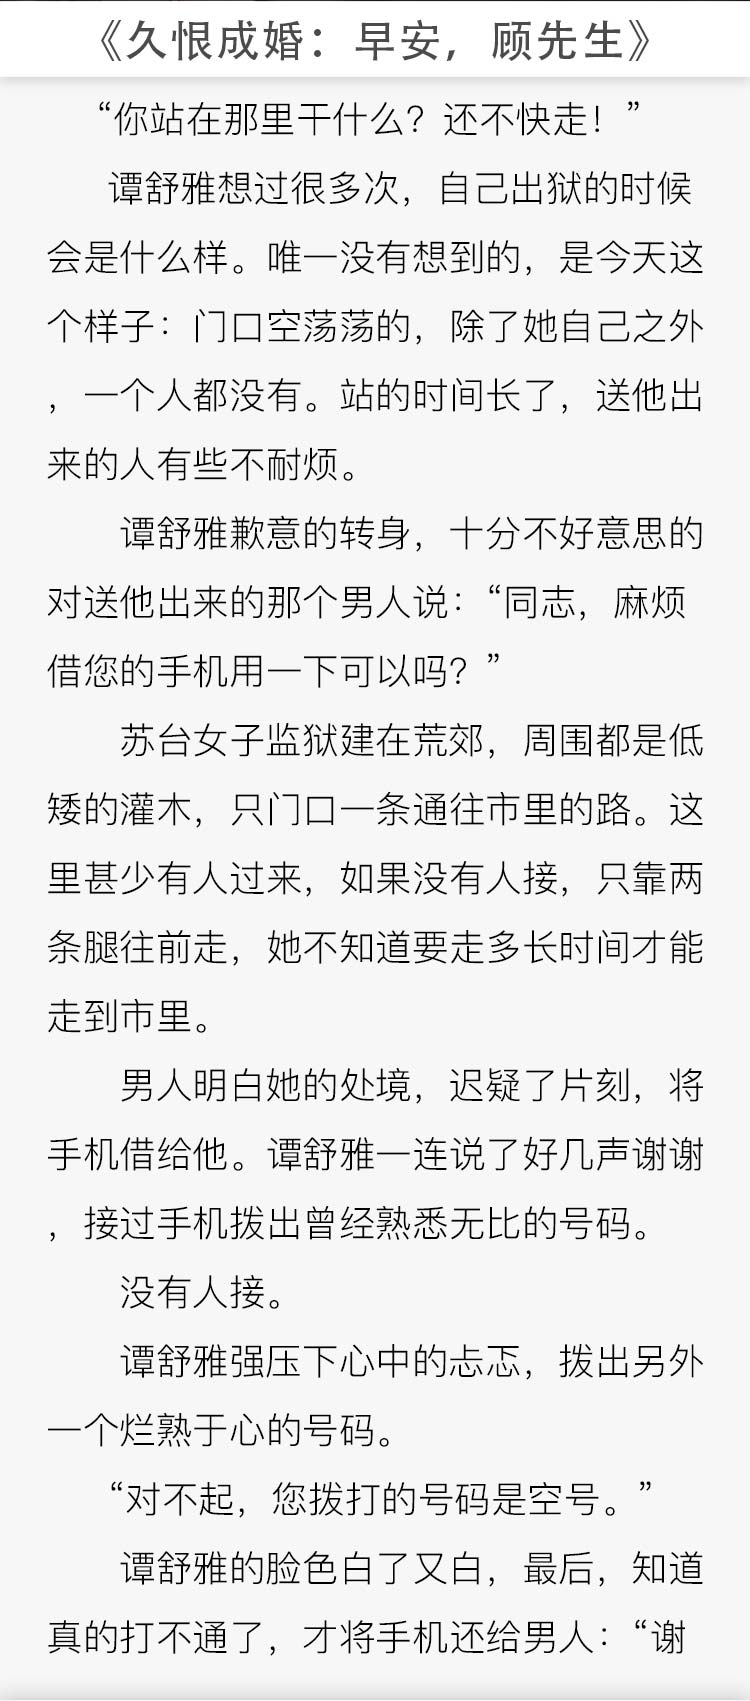 《久恨成婚：早安，顾先生》
“你站在那里干什么？还不快走！”
谭舒雅想过很多次，自己出狱的时候
会是什么样。唯一没有想到的，是今天这
个样子：门口空荡荡的，除了她自己之外
，一个人都没有。站的时间长了，送他出
来的人有些不耐烦。
谭舒雅歉意的转身，十分不好意思的
对送他出来的那个男人说：“同志，麻烦
借您的手机用一下可以吗？”
苏台女子监狱建在荒郊，周围都是低
矮的灌木，只门口一条通往市里的路。这
里甚少有人过来，如果没有人接，只靠两
条腿往前走，她不知道要走多长时间才能
走到市里。
男人明白她的处境，迟疑了片刻，将
手机借给他。谭舒雅一连说了好几声谢谢
，接过手机拨出曾经熟悉无比的号码。
没有人接。
谭舒雅强压下心中的忐忑，拨出另外
一个烂熟于心的号码。
“对不起，您拨打的号码是空号。”
谭舒雅的脸色白了又白，最后，知道
真的打不通了，才将手机还给男人：“谢